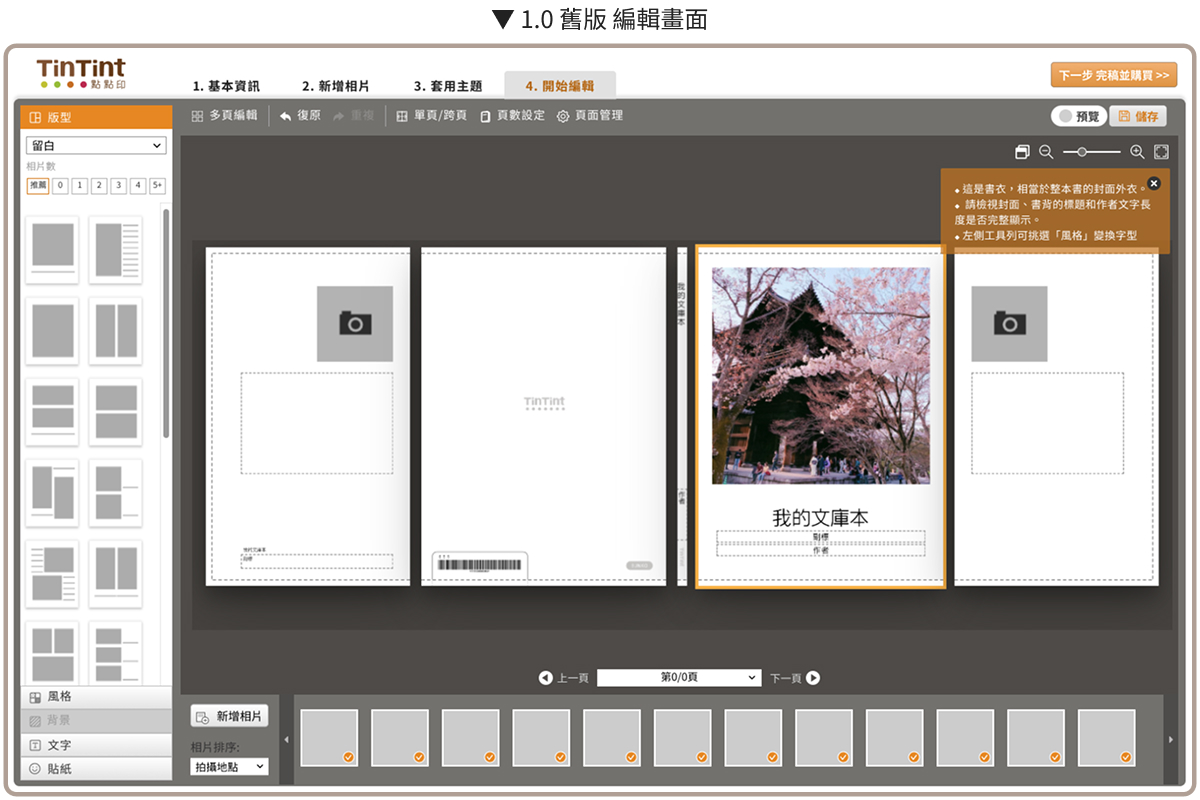 ▼ 1.0 舊版 編輯畫面
TinTint
點點印
1. 基本資訊
2. 新增相片
3. 套用主題
4. 開始編輯
下一步 完稿並購買 >>
版型
多頁編輯
復原
重複
單頁/跨頁
頁數設定
頁面管理
預覽
儲存
留白
相片數
推薦 0 1 2 3 4 5+
這是書衣，相當於整本書的封面外衣。
請檢視封面、書背的標題和作者文字長
度是否完整顯示。
左側工具列可挑選「風格」變換字型
我的文庫本
副標
TinTint
我的文庫本
作者
我的文庫本
副標
作者
上一頁
第0/0頁
下一頁
風格
背景
文字
貼紙
新增相片
相片排序:
拍攝地點